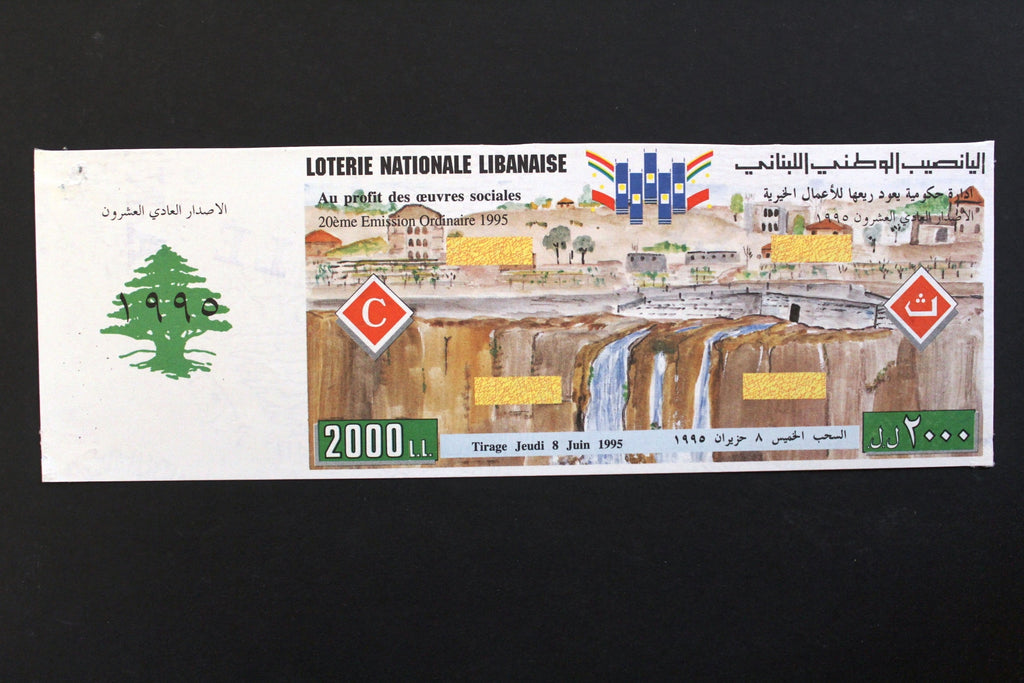 الاصدار العادي العشرون
١٩٩٥
LOTERIE NATIONALE LIBANAISE
Au profit des œuvres sociales
20ème Emission Ordinaire 1995
اليانصيب الوطني اللبناني
ادارة حكومية يعود ريعها للأعمال الخيرية
الاصدار العادي العشرون ١٩٩٥
C
ث
2000 L.L.
Tirage Jeudi 8 Juin 1995
السحب الخميس ٨ حزيران ١٩٩٥
٢٠٠٠ ل.ل